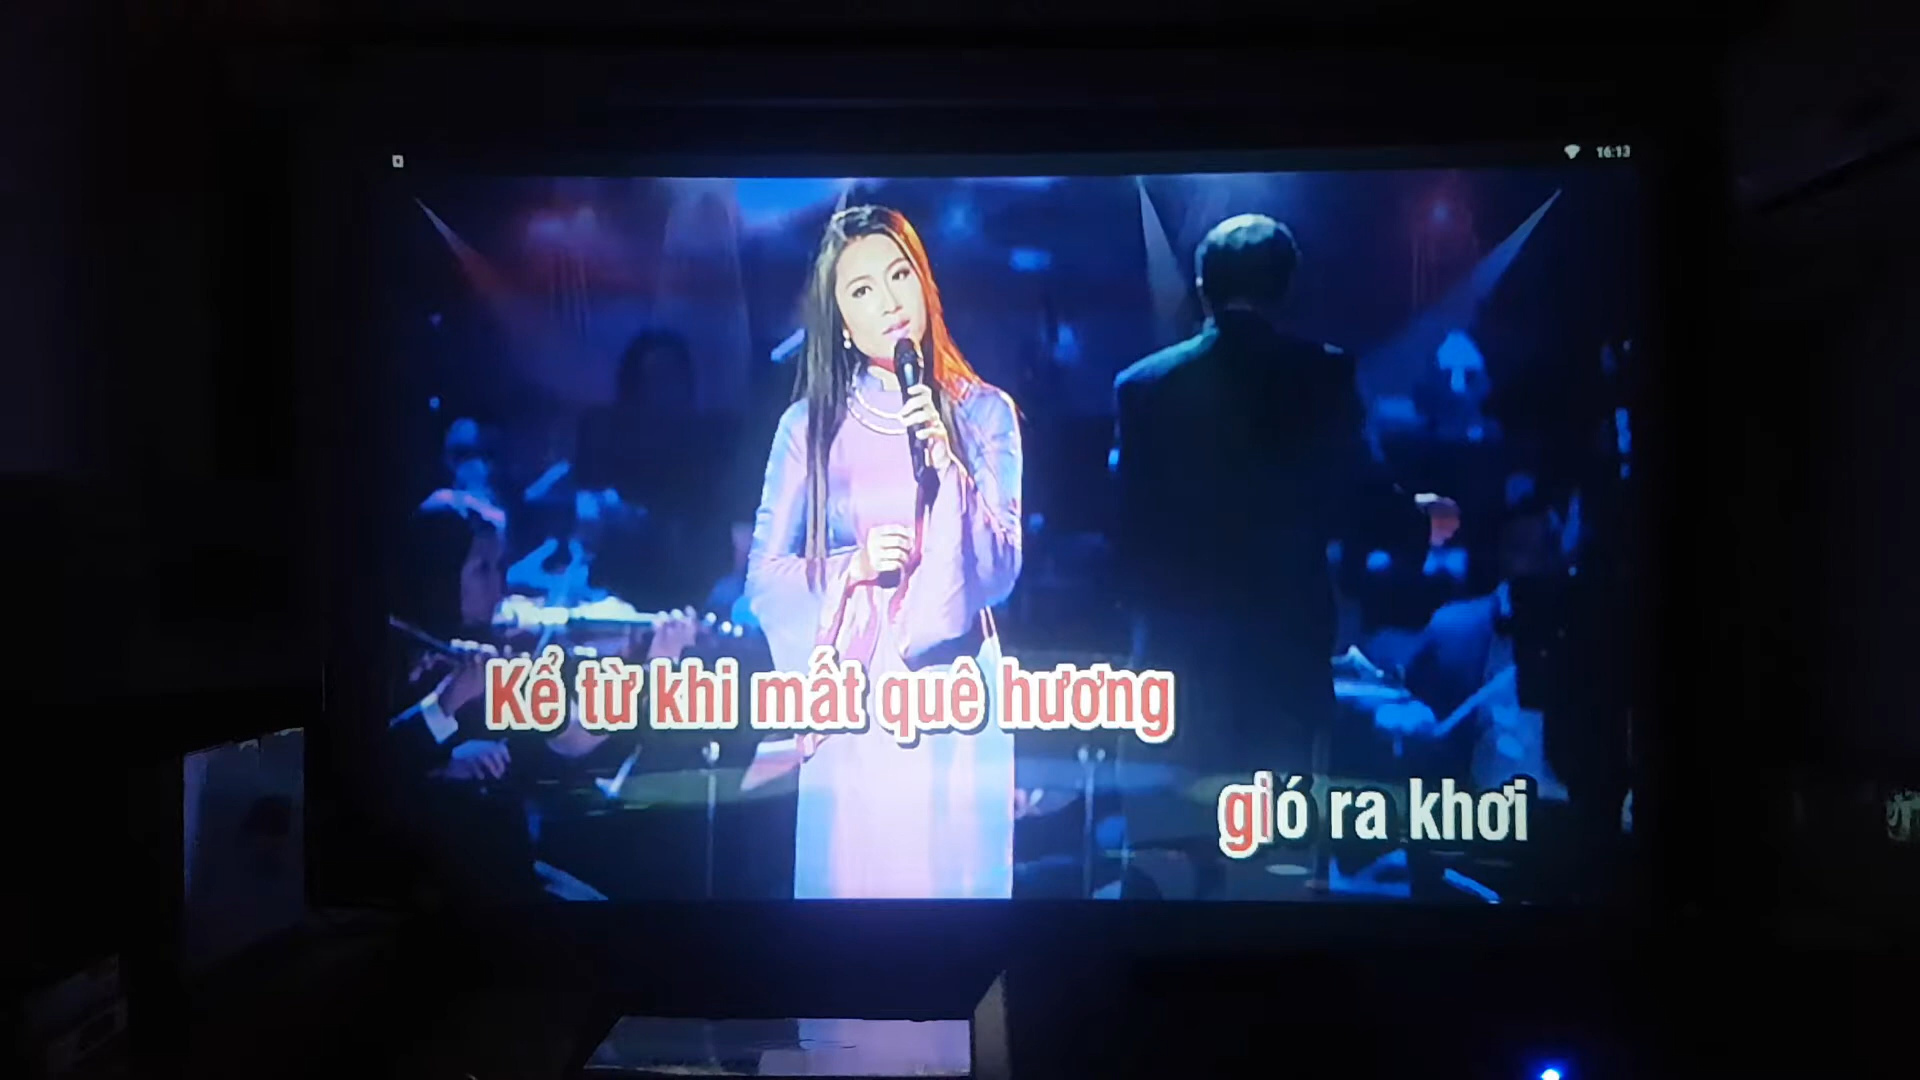 16:13
Kể từ khi mất quê hương
gió ra khơi